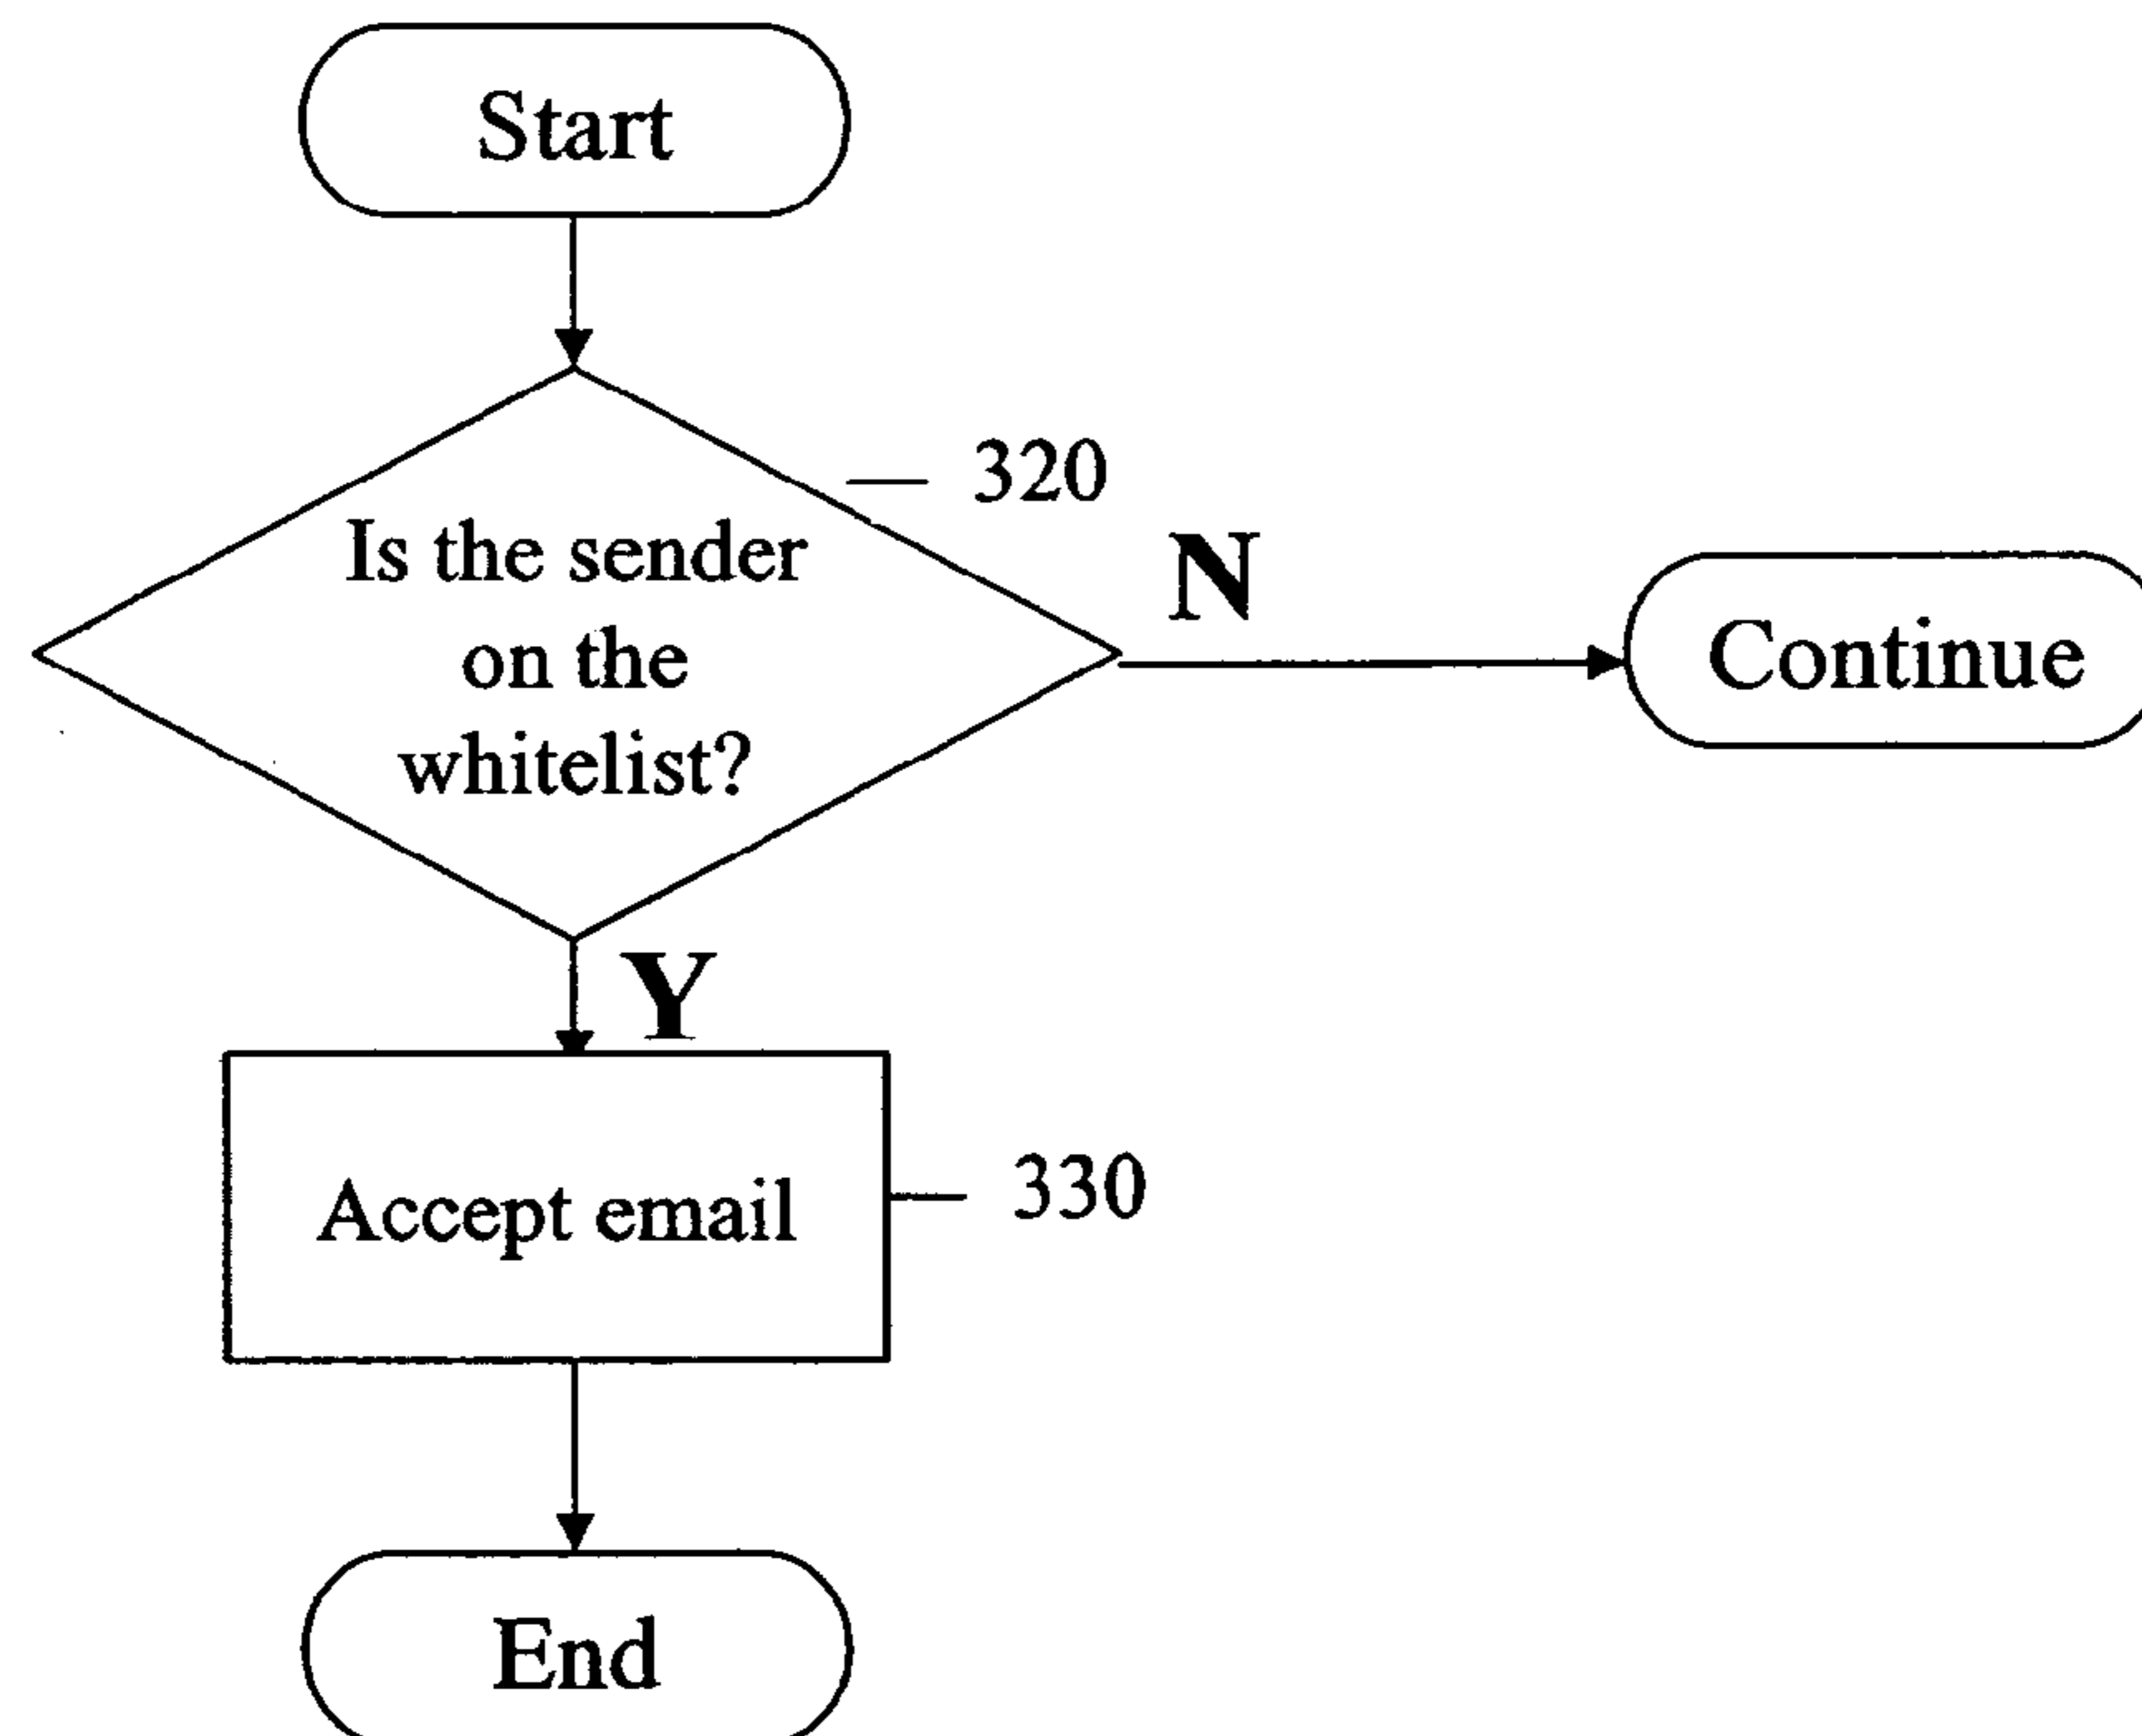 Start
320
Is the sender
on the
whitelist?
N
Continue
Y
Accept email
330
End